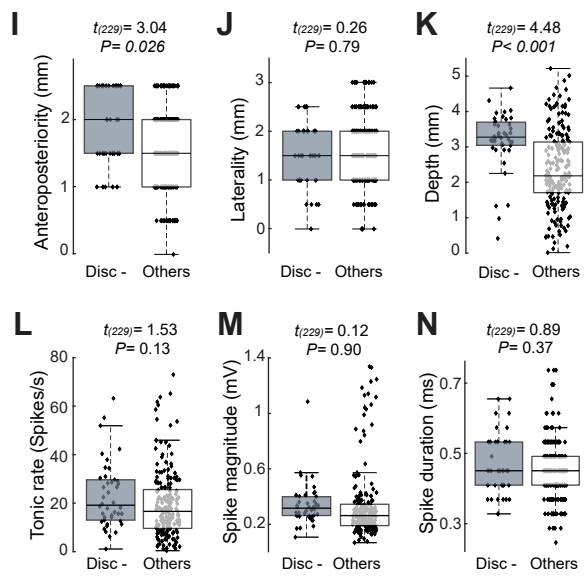 I
t(229)= 3.04
P= 0.026
Anteroposteriority (mm)
2
1
0
Disc -
Others
J
t(229)= 0.26
P= 0.79
Laterality (mm)
3
2
1
0
Disc -
Others
K
t(229)= 4.48
P< 0.001
Depth (mm)
5
4
3
2
1
0
Disc -
Others
L
t(229)= 1.53
P= 0.13
Tonic rate (Spikes/s)
80
60
40
20
0
Disc -
Others
M
t(229)= 0.12
P= 0.90
Spike magnitude (mV)
1.4
1
0.6
0.2
Disc -
Others
N
t(229)= 0.89
P= 0.37
Spike duration (ms)
0.7
0.5
0.3
Disc -
Others